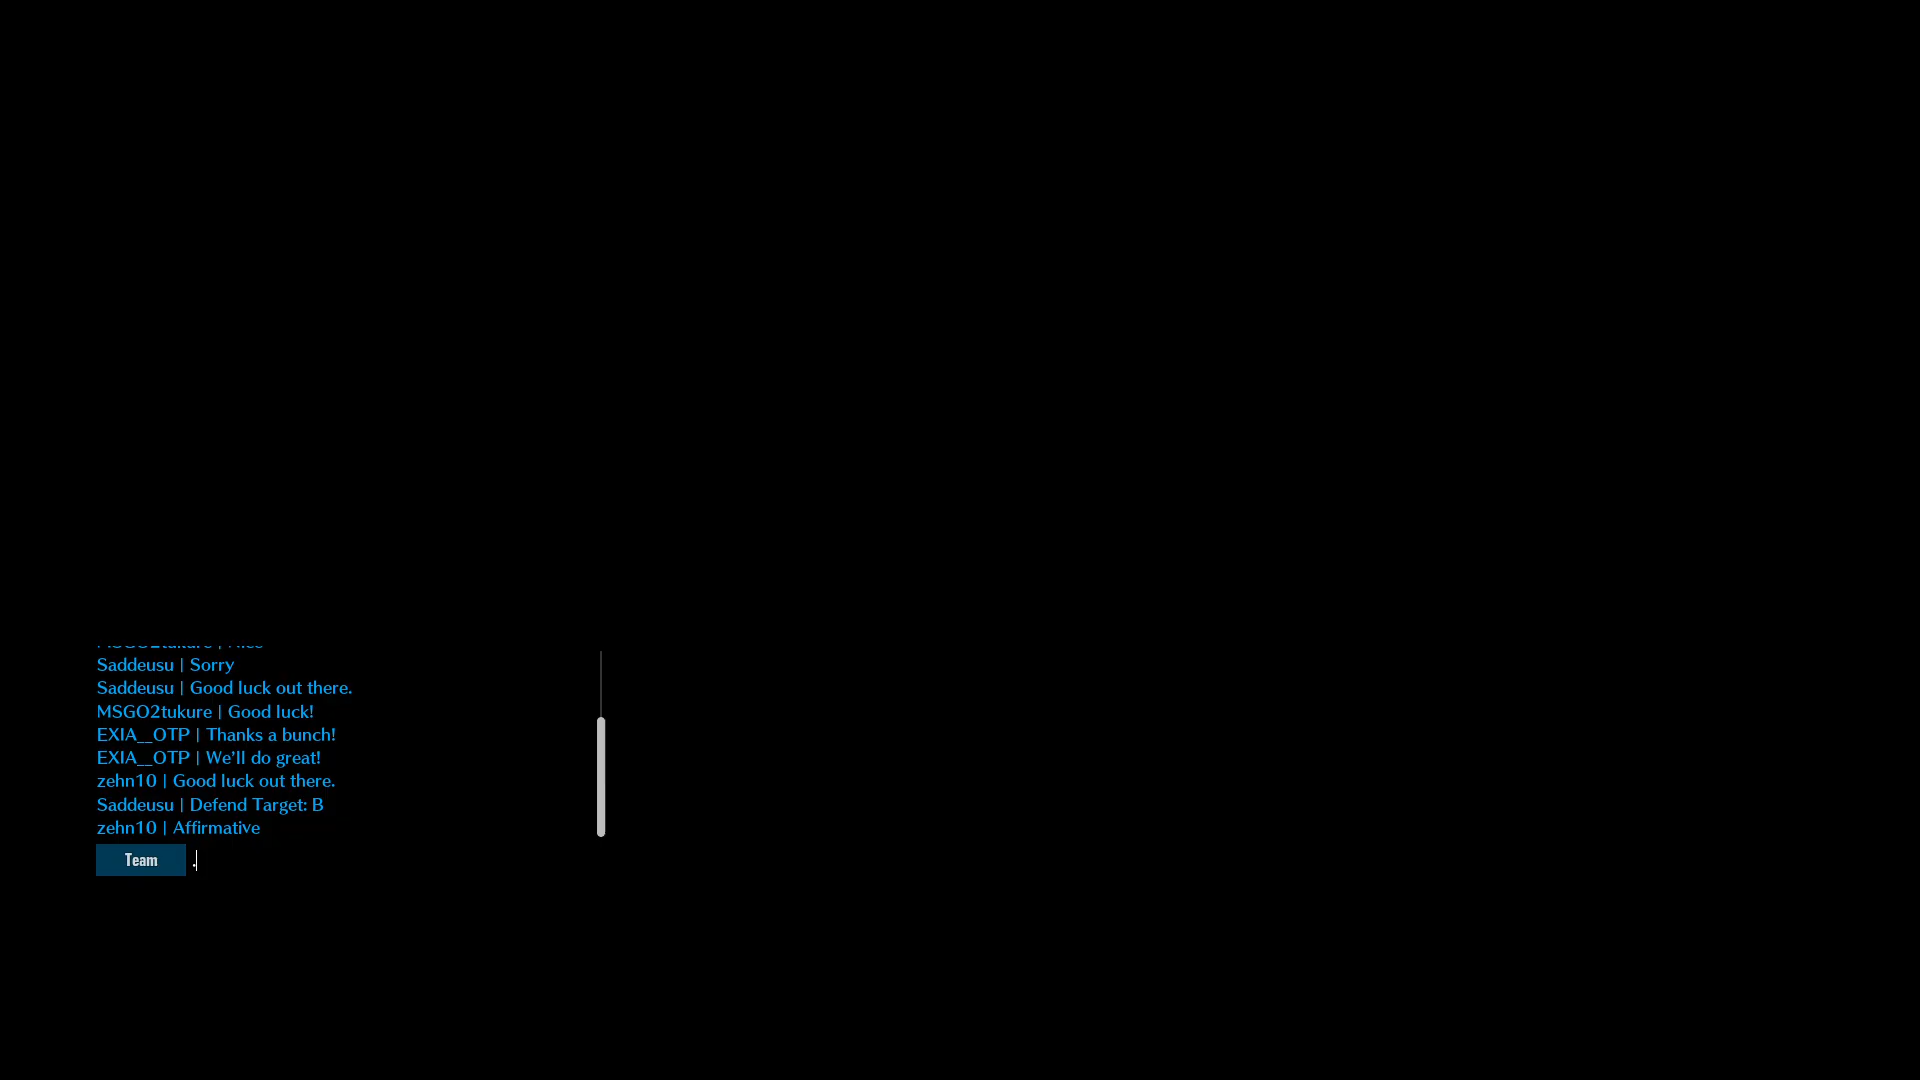 Saddeusu | Sorry
Saddeusu | Good luck out there.
MSGO2tukure | Good luck!
EXIA__OTP | Thanks a bunch!
EXIA__OTP | We’ll do great!
zehn10 | Good luck out there.
Saddeusu | Defend Target: B
zehn10 | Affirmative
Team .